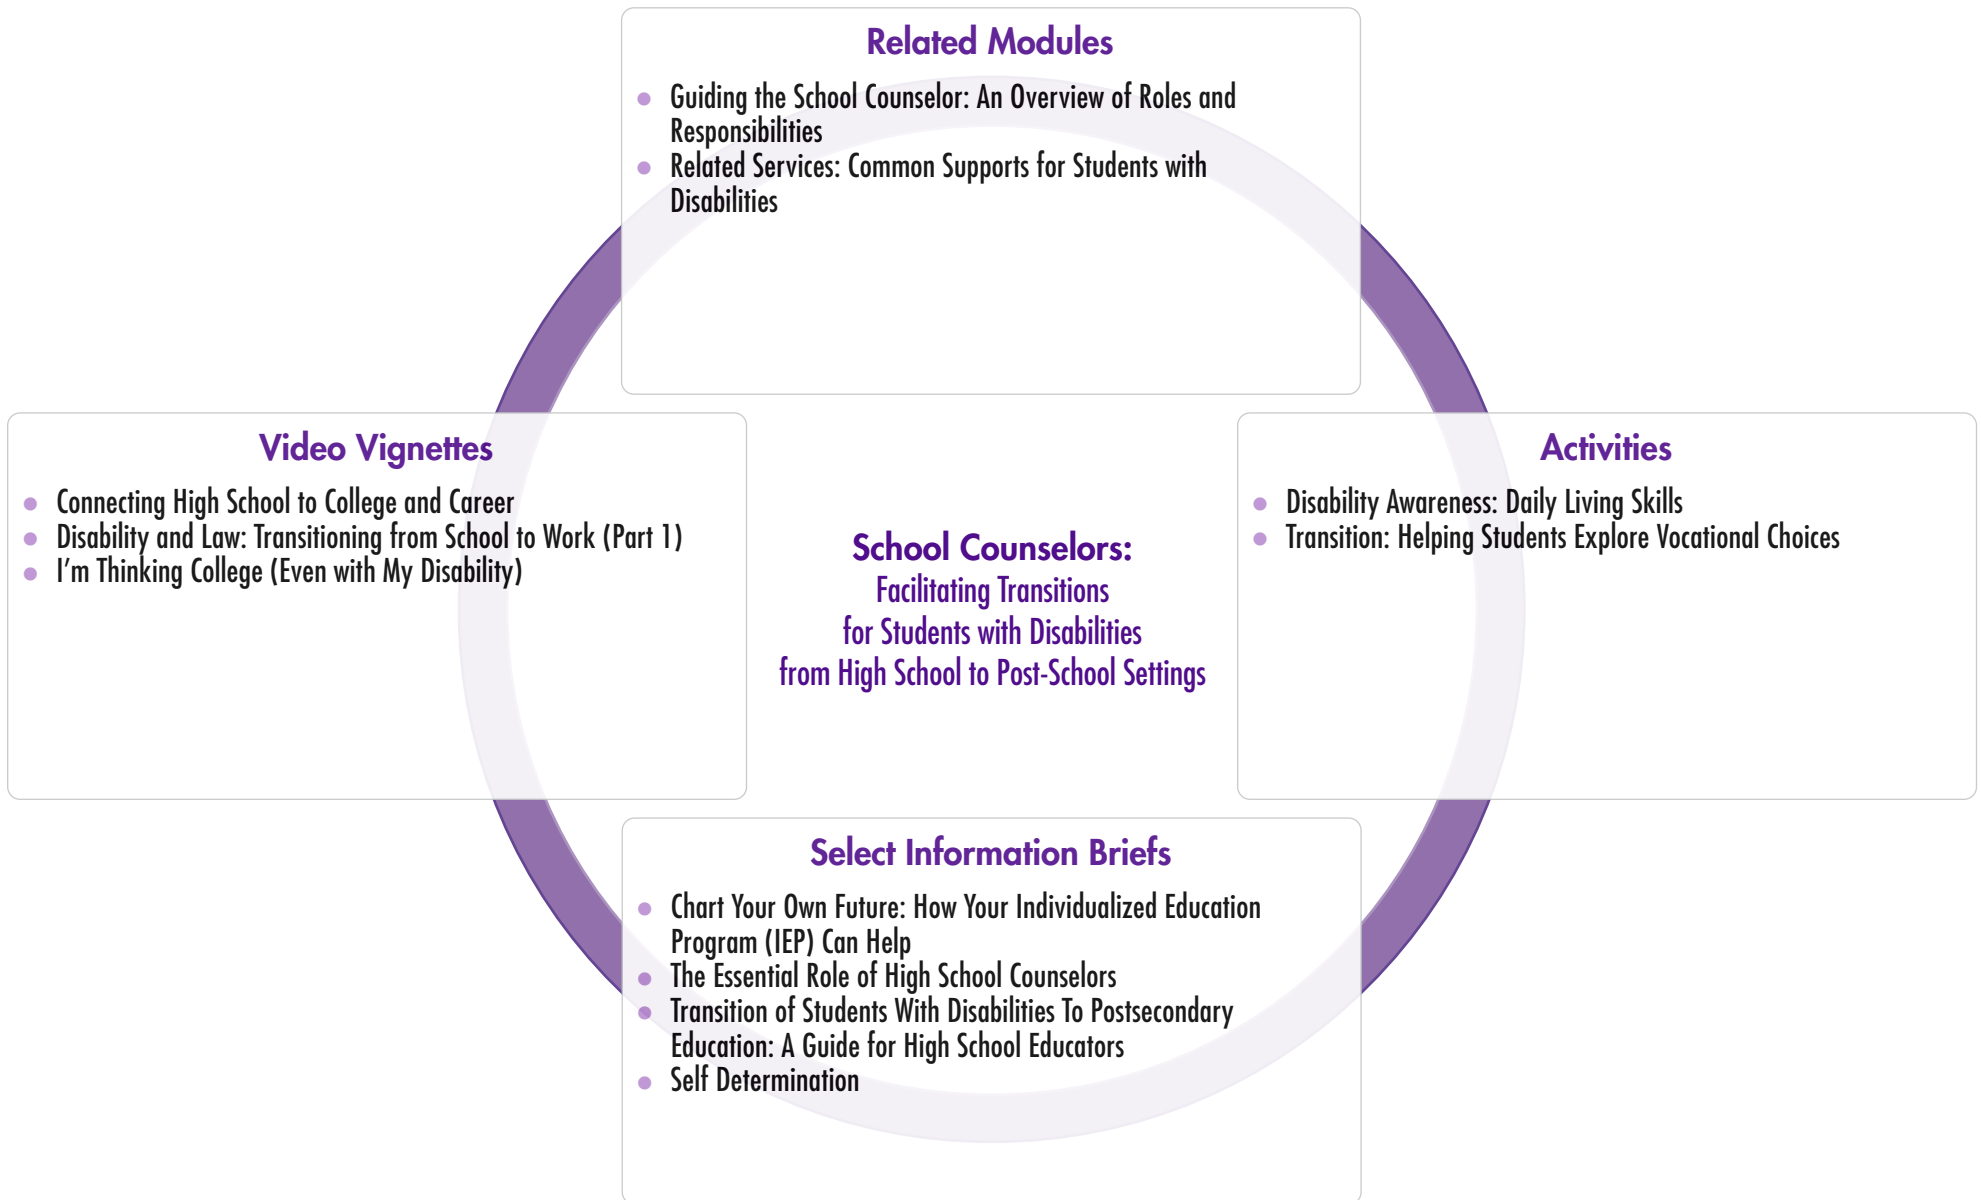 Related Modules
Guiding the School Counselor: An Overview of Roles and
Responsibilities
Related Services: Common Supports for Students with
Disabilities
Video Vignettes
Connecting High School to College and Career
Disability and Law: Transitioning from School to Work (Part 1)
I'm Thinking College (Even with My Disability)
School Counselors:
Facilitating Transitions
for Students with Disabilities
from High School to Post-School Settings
Activities
Disability Awareness: Daily Living Skills
Transition: Helping Students Explore Vocational Choices
Select Information Briefs
Chart Your Own Future: How Your Individualized Education
Program (IEP) Can Help
The Essential Role of High School Counselors
Transition of Students With Disabilities To Postsecondary
Education: A Guide for High School Educators
Self Determination